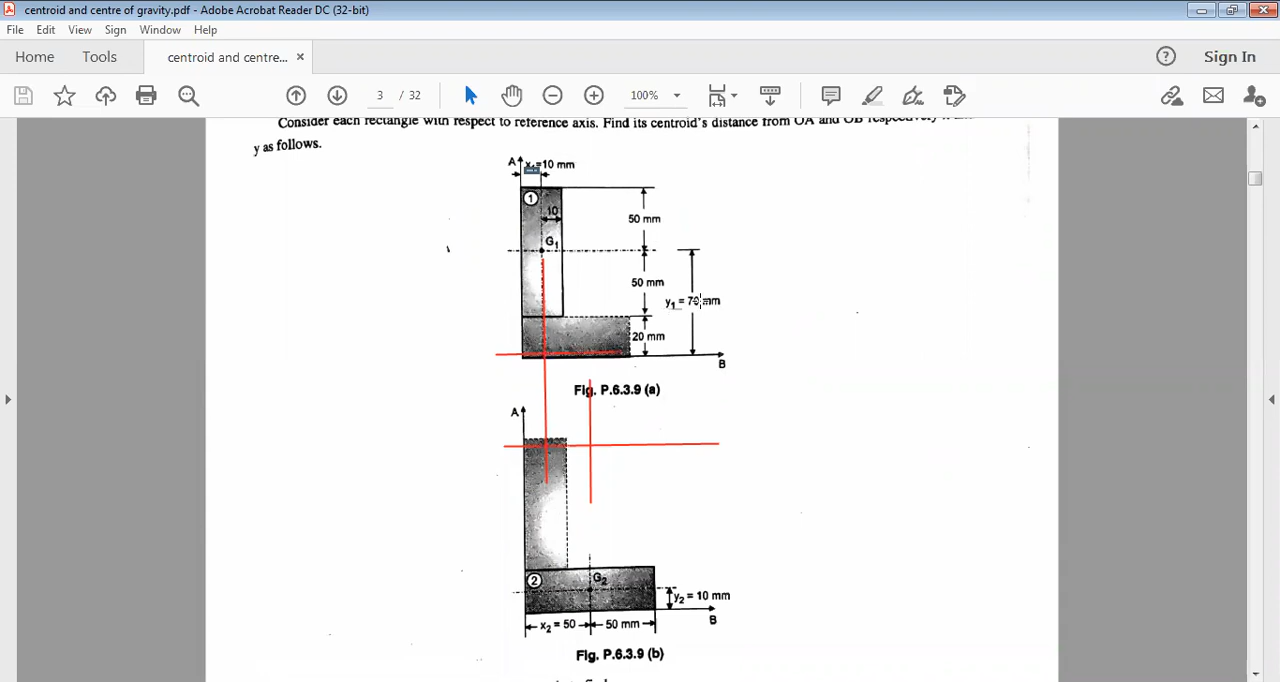 centroid and centre of gravity.pdf - Adobe Acrobat Reader DC (32-bit)
File Edit View Sign Window Help
Home Tools centroid and centre... × ? Sign In
3 / 32 100%
Consider each rectangle with respect to reference axis. Find its centroid's distance from OA and OB respectively
y as follows.
A x₁=10 mm
1
10
50 mm
G₁
50 mm
y₁ = 70 mm
20 mm
B
Fig. P.6.3.9 (a)
A
2
G₂
y₂ = 10 mm
x₂ = 50 50 mm B
Fig. P.6.3.9 (b)